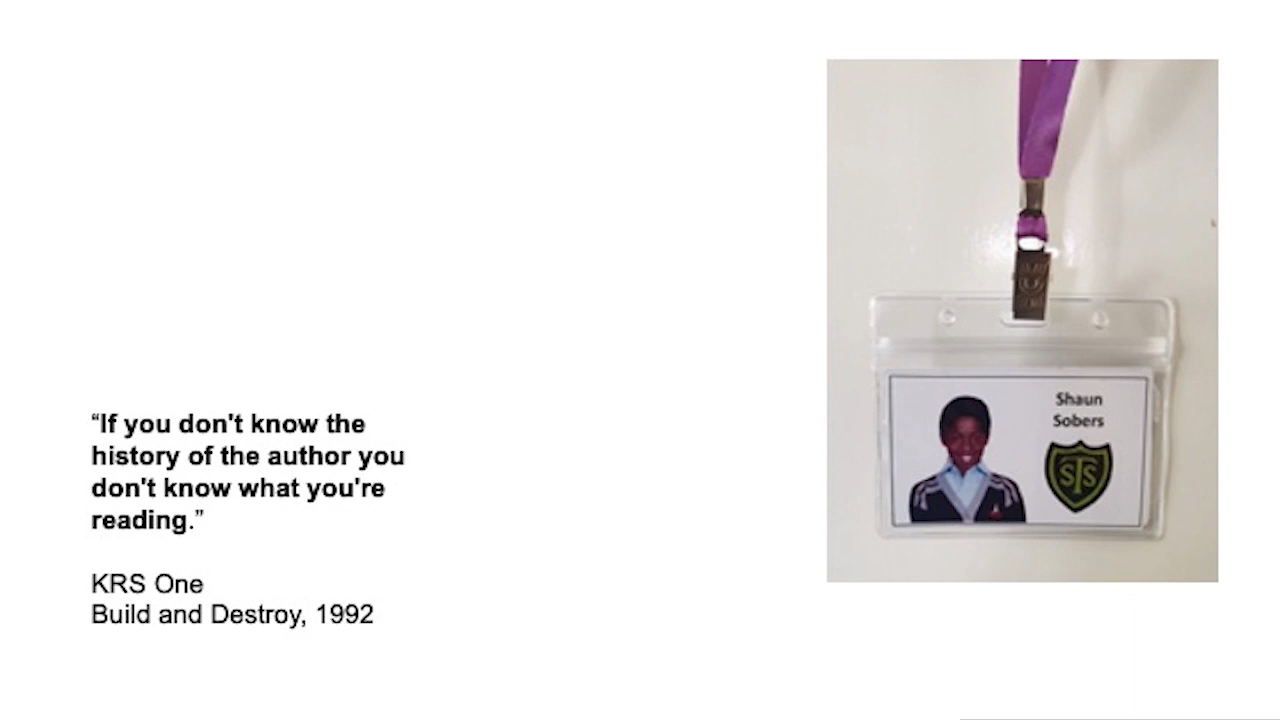 “If you don't know the
history of the author you
don't know what you're
reading.”
KRS One
Build and Destroy, 1992
Shaun
Sobers
STS